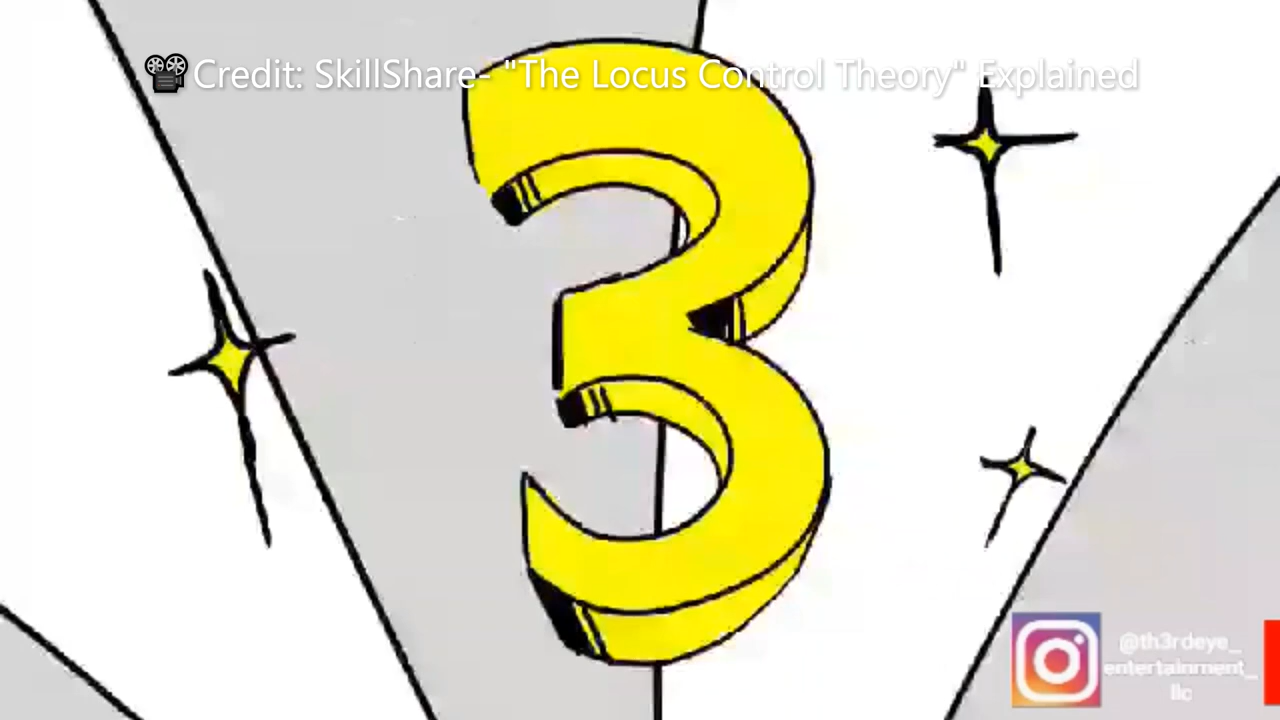 Credit: SkillShare- "The Locus Control Theory" Explained
3
@th3rdeye_
entertainment_
llc